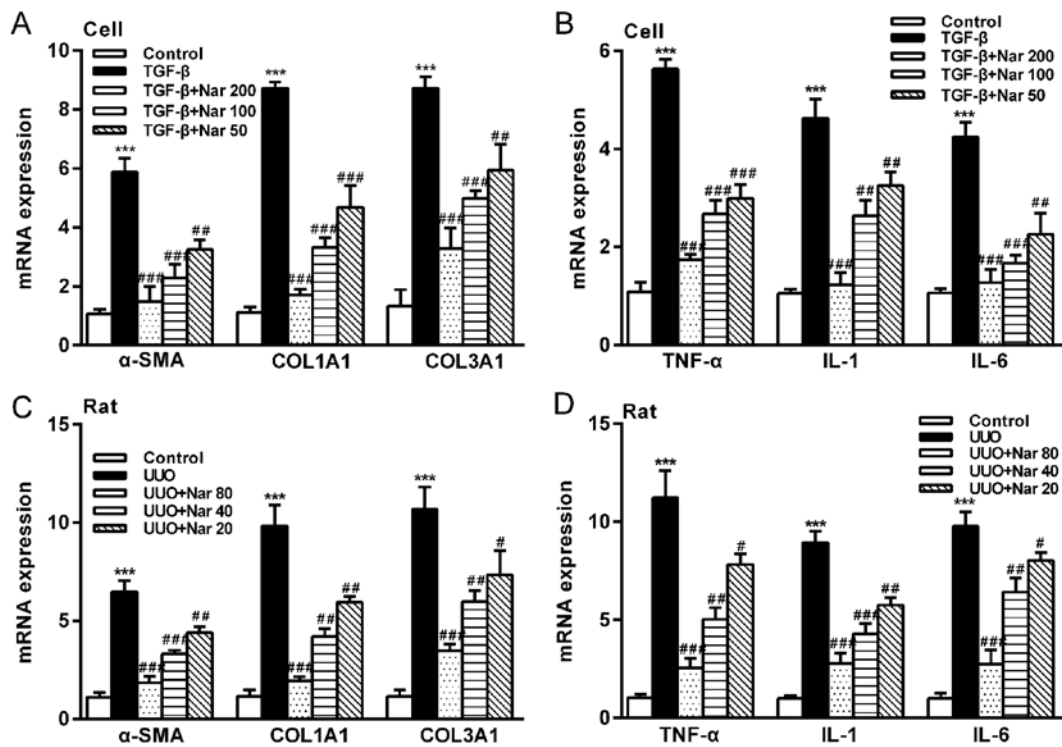 A
Cell
Control
TGF-β
TGF-β+Nar 200
TGF-β+Nar 100
TGF-β+Nar 50
mRNA expression
10
8
6
4
2
0
***
###
###
##
***
###
###
###
***
###
###
##
α-SMA
COL1A1
COL3A1
B
Cell
Control
TGF-β
TGF-β+Nar 200
TGF-β+Nar 100
TGF-β+Nar 50
mRNA expression
6
4
2
0
***
###
###
###
***
###
##
##
***
###
###
##
TNF-α
IL-1
IL-6
C
Rat
Control
UUO
UUO+Nar 80
UUO+Nar 40
UUO+Nar 20
mRNA expression
15
10
5
0
***
###
###
##
***
###
##
##
***
###
##
#
α-SMA
COL1A1
COL3A1
D
Rat
Control
UUO
UUO+Nar 80
UUO+Nar 40
UUO+Nar 20
mRNA expression
15
10
5
0
***
###
##
#
***
###
###
##
***
###
##
#
TNF-α
IL-1
IL-6